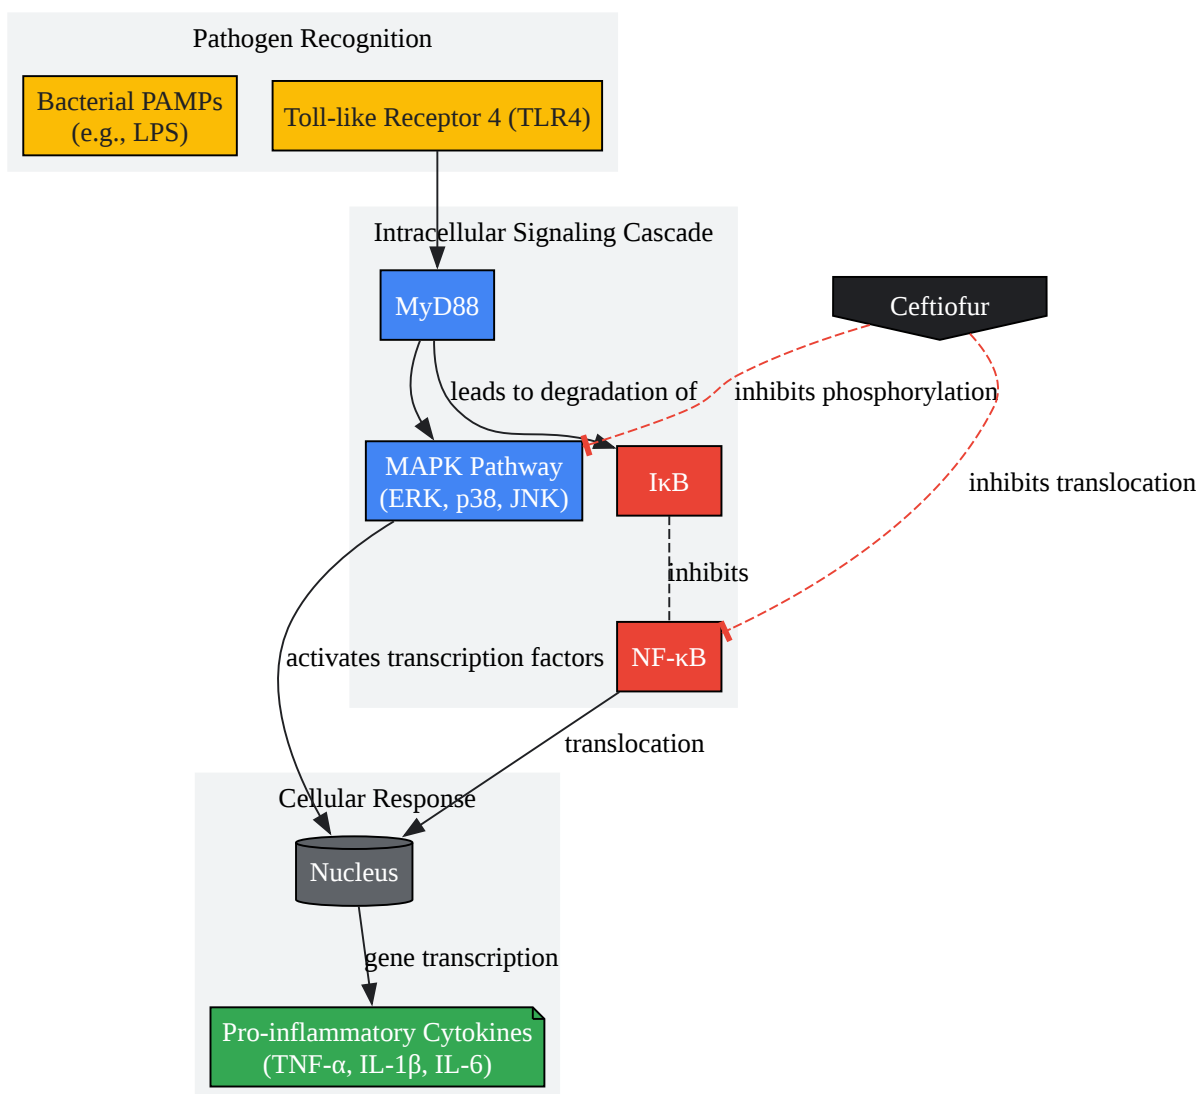 Pathogen Recognition
Bacterial PAMPs
(e.g., LPS)
Toll-like Receptor 4 (TLR4)
Intracellular Signaling Cascade
MyD88
Ceftiofur
leads to degradation of
inhibits phosphorylation
MAPK Pathway
(ERK, p38, JNK)
IκB
inhibits translocation
inhibits
activates transcription factors
NF-κB
translocation
Cellular Response
Nucleus
gene transcription
Pro-inflammatory Cytokines
(TNF-α, IL-1β, IL-6)